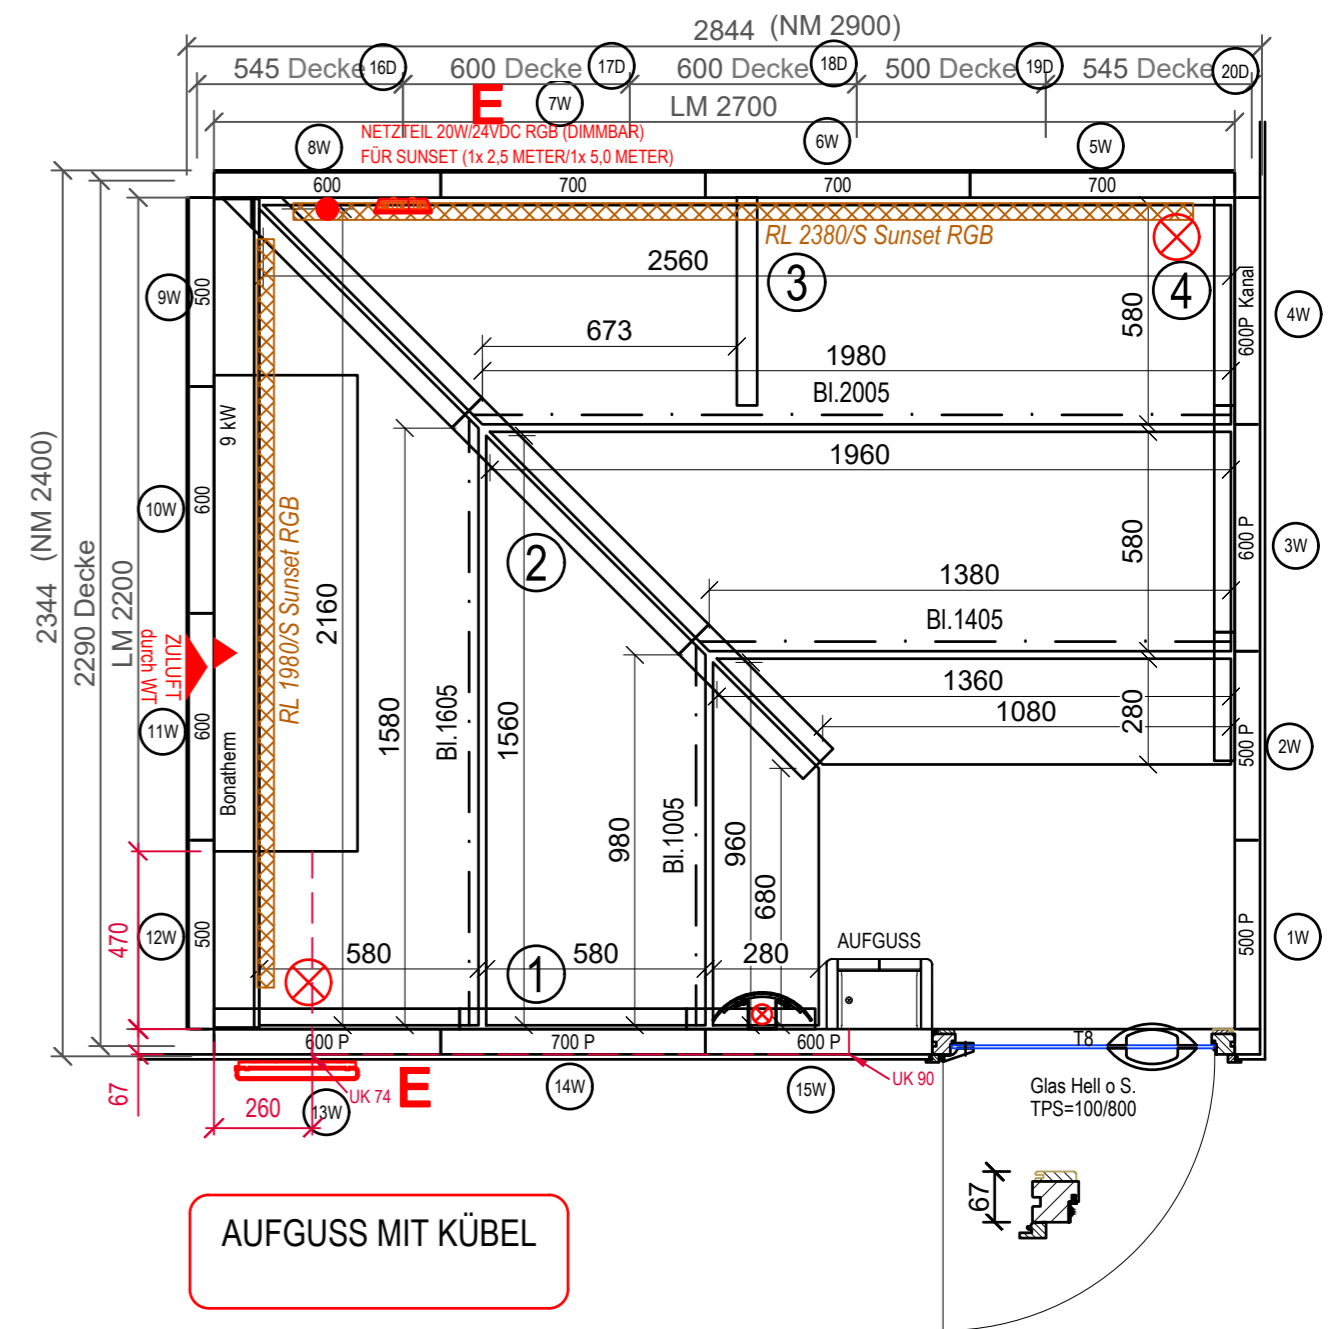 2844 (NM 2900)
545 Decke
16D
600 Decke
17D
600 Decke
18D
500 Decke
19D
545 Decke
20D
E
7W
LM 2700
NETZTEIL 20W/24VDC RGB (DIMMBAR)
FÜR SUNSET (1x 2,5 METER/1x 5,0 METER)
8W
6W
5W
600
700
700
700
RL 2380/S Sunset RGB
2560
3
4
580
600P Kanal
4W
9W
500
673
1980
Bl.2005
9 kW
1960
2344 (NM 2400)
2290 Decke
LM 2200
10W
600
RL 1980/S Sunset RGB
2160
2
580
600 P
3W
1380
Bl.1405
ZULUFT
durch WT
11W
600
Bonatherm
1580
Bl.1605
1560
1360
1080
280
500 P
2W
980
Bl.1005
960
680
470
12W
500
580
1
580
280
AUFGUSS
500 P
1W
600 P
700 P
600 P
T8
67
260
13W
UK 74
E
14W
15W
UK 90
Glas Hell o S.
TPS=100/800
67
AUFGUSS MIT KÜBEL